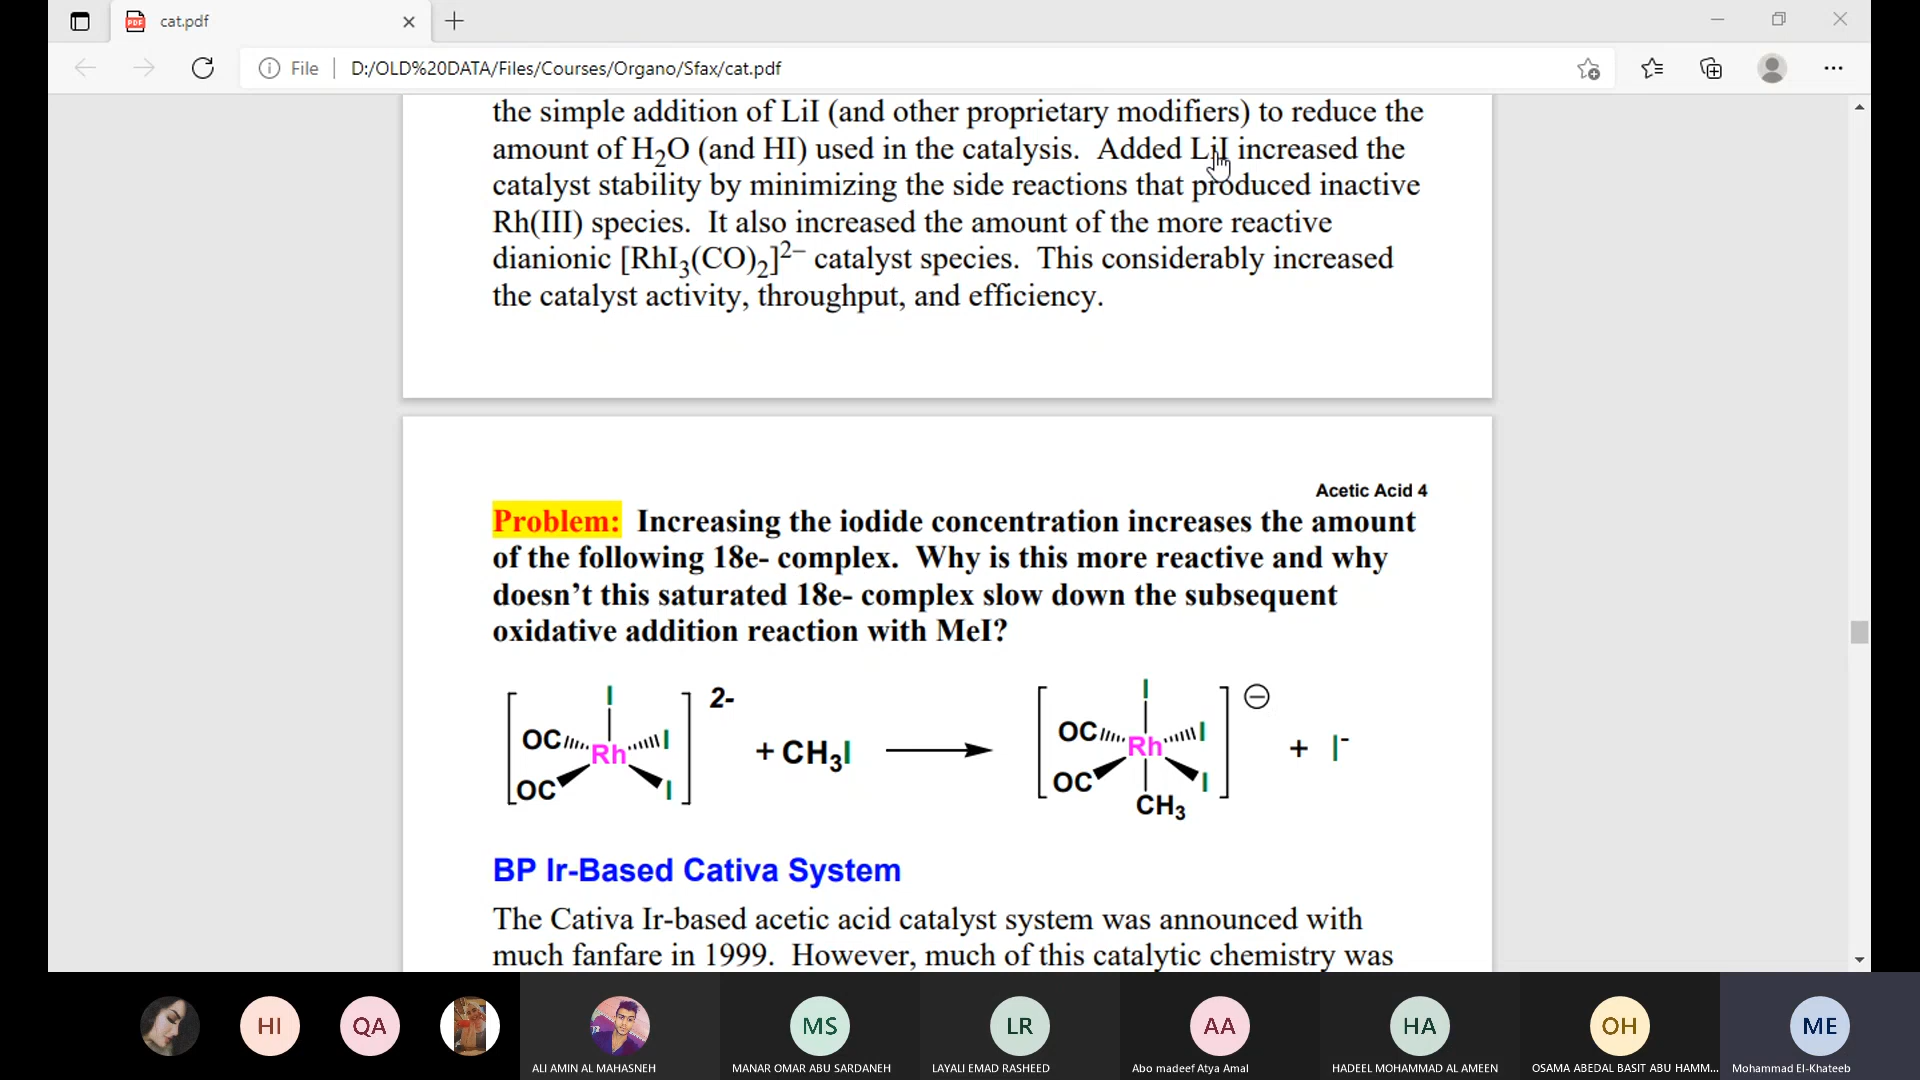 cat.pdf
File
D:/OLD%20DATA/Files/Courses/Organo/Sfax/cat.pdf
the simple addition of LiI (and other proprietary modifiers) to reduce the
amount of H₂O (and HI) used in the catalysis.  Added LiI increased the
catalyst stability by minimizing the side reactions that produced inactive
Rh(III) species.  It also increased the amount of the more reactive
dianionic [RhI₃(CO)₂]²⁻ catalyst species.  This considerably increased
the catalyst activity, throughput, and efficiency.
Acetic Acid 4
Problem:  Increasing the iodide concentration increases the amount
of the following 18e- complex.  Why is this more reactive and why
doesn’t this saturated 18e- complex slow down the subsequent
oxidative addition reaction with MeI?
I
2-
OC
Rh
I
OC
I
+ CH₃I
I
⊖
OC
Rh
I
OC
I
CH₃
+ I⁻
BP Ir-Based Cativa System
The Cativa Ir-based acetic acid catalyst system was announced with
much fanfare in 1999.  However, much of this catalytic chemistry was
HI
QA
MS
LR
AA
HA
OH
ME
ALI AMIN AL MAHASNEH
MANAR OMAR ABU SARDANEH
LAYALI EMAD RASHEED
Abo madeef Atya Amal
HADEEL MOHAMMAD AL AMEEN
OSAMA ABEDAL BASIT ABU HAMM...
Mohammad El-Khateeb